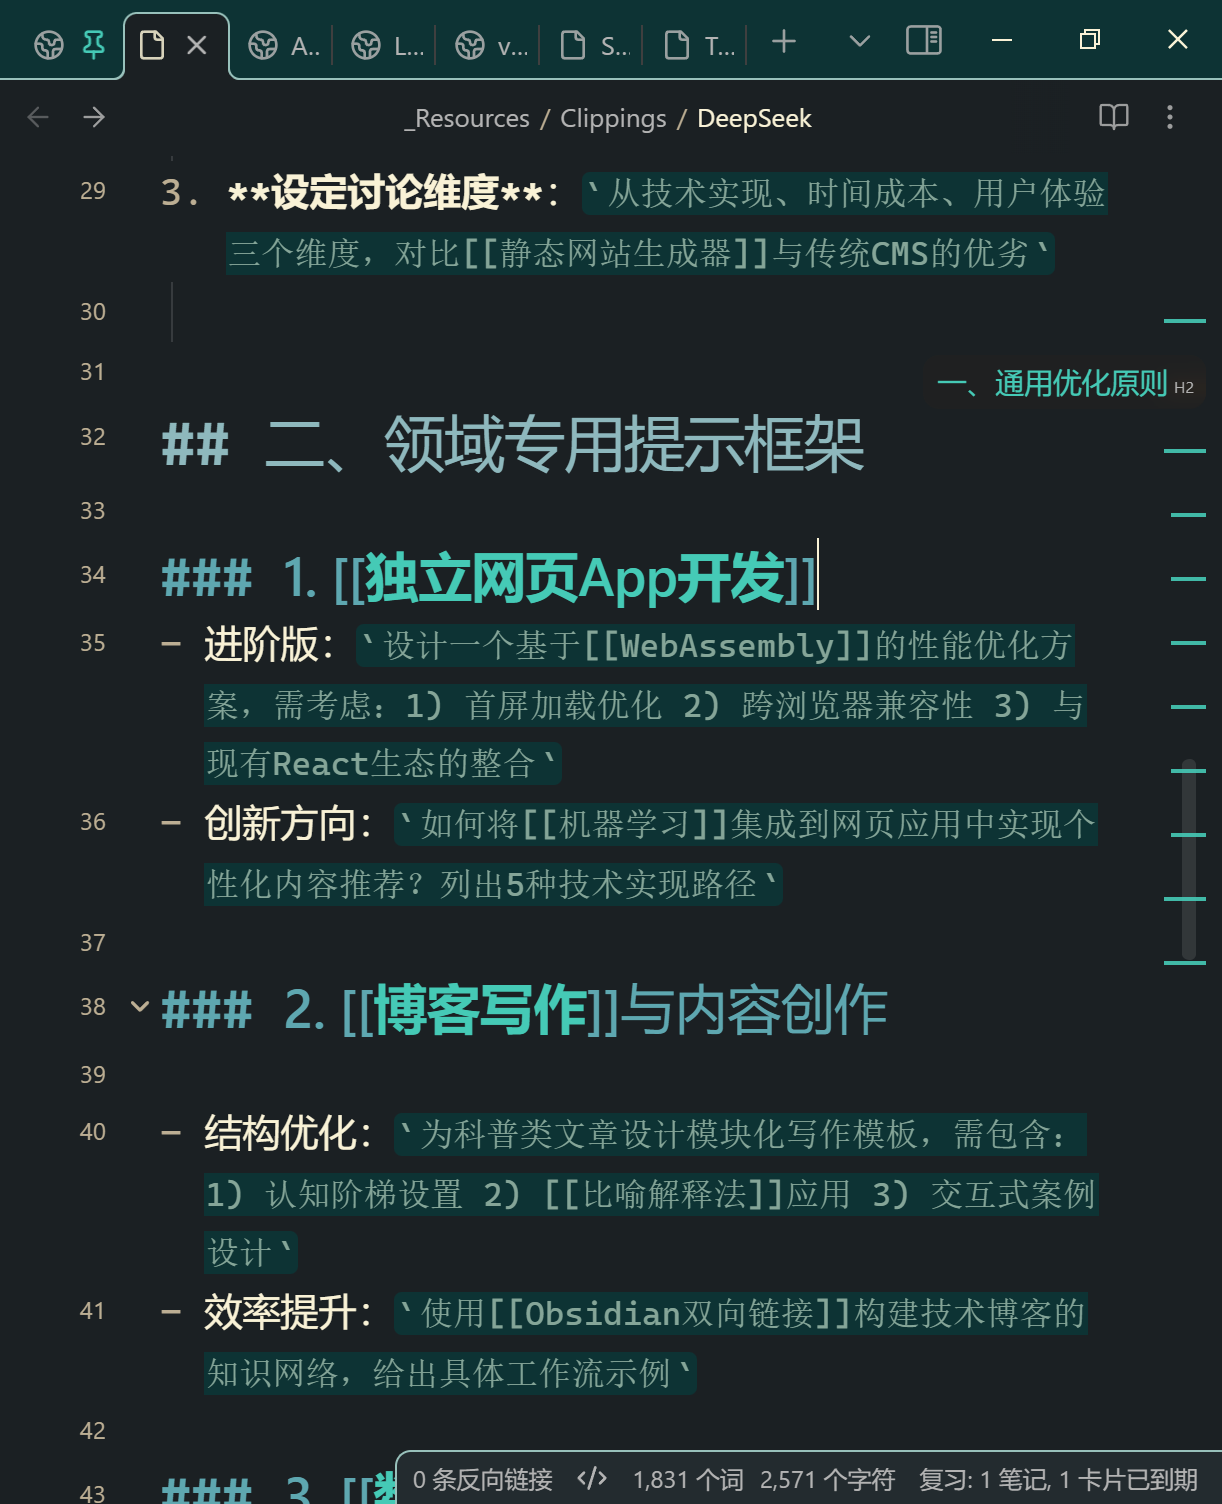 A.. L... v... S... T...
_Resources / Clippings / DeepSeek
29 3. **设定讨论维度**：`从技术实现、时间成本、用户体验
三个维度，对比[[静态网站生成器]]与传统CMS的优劣`
30
31
一、通用优化原则 H2
32 ## 二、领域专用提示框架
33
34 ### 1. [[独立网页App开发]]
35 - 进阶版：`设计一个基于[[WebAssembly]]的性能优化方
案，需考虑：1) 首屏加载优化 2) 跨浏览器兼容性 3) 与
现有React生态的整合`
36 - 创新方向：`如何将[[机器学习]]集成到网页应用中实现个
性化内容推荐？列出5种技术实现路径`
37
38 ### 2. [[博客写作]]与内容创作
39
40 - 结构优化：`为科普类文章设计模块化写作模板，需包含：
1) 认知阶梯设置 2) [[比喻解释法]]应用 3) 交互式案例
设计`
41 - 效率提升：`使用[[Obsidian双向链接]]构建技术博客的
知识网络，给出具体工作流示例`
42
43 ### 3. [[
0 条反向链接 </> 1,831 个词 2,571 个字符 复习: 1 笔记, 1 卡片已到期